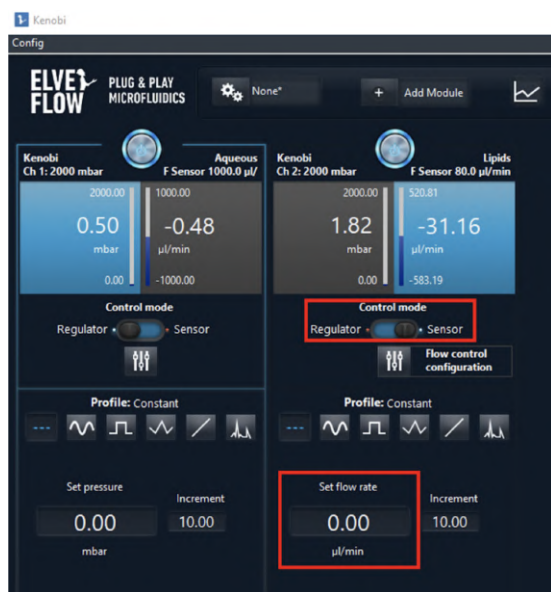 Kenobi
Config
ELVEFLOW PLUG & PLAY MICROFLUIDICS
None*
+ Add Module
Kenobi
Ch 1: 2000 mbar
Aqueous
F Sensor 1000.0 µl/
2000.00
0.50
mbar
0.00
1000.00
-0.48
µl/min
-1000.00
Control mode
Regulator
Sensor
Profile: Constant
Set pressure
0.00
mbar
Increment
10.00
Kenobi
Ch 2: 2000 mbar
Lipids
F Sensor 80.0 µl/min
2000.00
1.82
mbar
0.00
520.81
-31.16
µl/min
-583.19
Control mode
Regulator
Sensor
Flow control
configuration
Profile: Constant
Set flow rate
0.00
µl/min
Increment
10.00